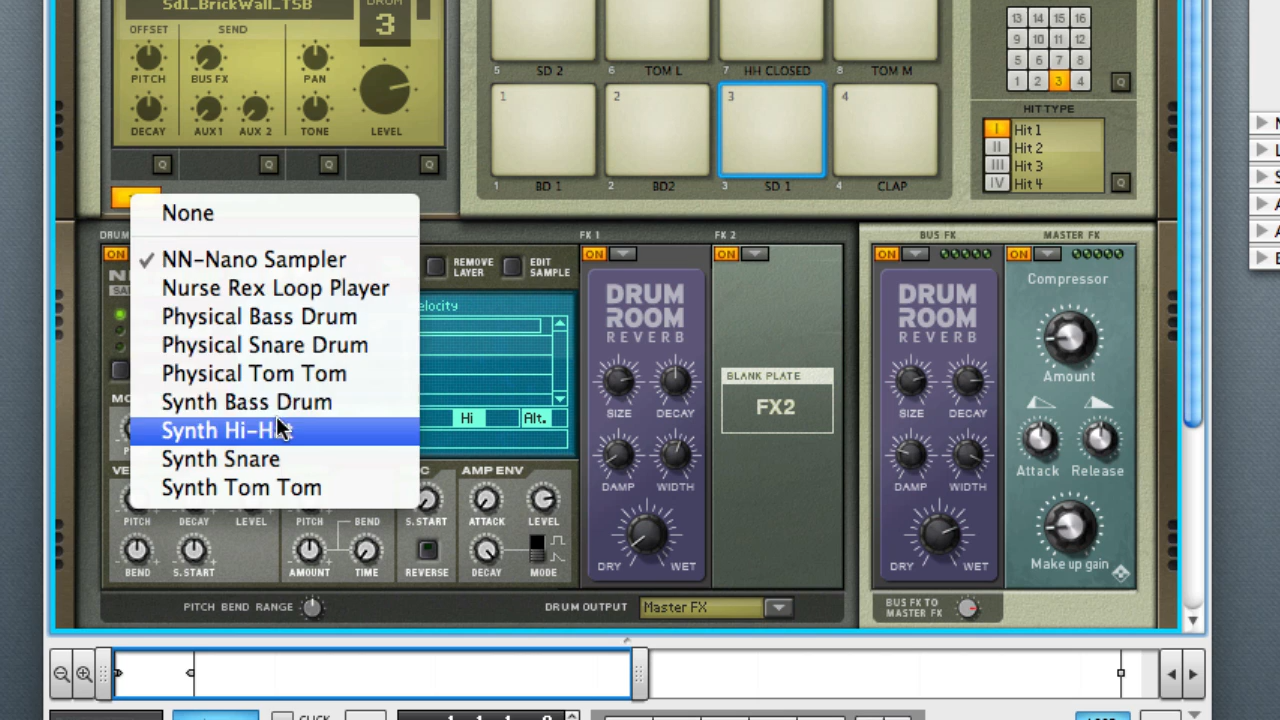 Sd1_BrickWall_TSB
DRUM
3
OFFSET SEND
PITCH BUS FX PAN
DECAY AUX1 AUX 2 TONE LEVEL
Q Q Q Q
5 SD 2 6 TOM L 7 HH CLOSED 8 TOM M
1 2 3 4
1 BD 1 2 BD2 3 SD 1 4 CLAP
13 14 15 16
9 10 11 12
5 6 7 8
1 2 3 4
Q
HIT TYPE
I Hit 1
II Hit 2
III Hit 3
IV Hit 4
Q
None
NN-Nano Sampler
Nurse Rex Loop Player
Physical Bass Drum
Physical Snare Drum
Physical Tom Tom
Synth Bass Drum
Synth Hi-H
Synth Snare
Synth Tom Tom
DRUM
ON
REMOVE LAYER
EDIT SAMPLE
elocity
Hi Alt.
AMP ENV
PITCH DECAY LEVEL PITCH BEND S.START ATTACK LEVEL
BEND S.START AMOUNT TIME REVERSE DECAY MODE
PITCH BEND RANGE
DRUM OUTPUT Master FX
FX 1
ON
DRUM
ROOM
REVERB
SIZE DECAY
DAMP WIDTH
DRY WET
FX 2
ON
BLANK PLATE
FX2
BUS FX
ON
DRUM
ROOM
REVERB
SIZE DECAY
DAMP WIDTH
DRY WET
BUS FX TO
MASTER FX
MASTER FX
ON
Compressor
Amount
Attack Release
Make up gain
CLICK